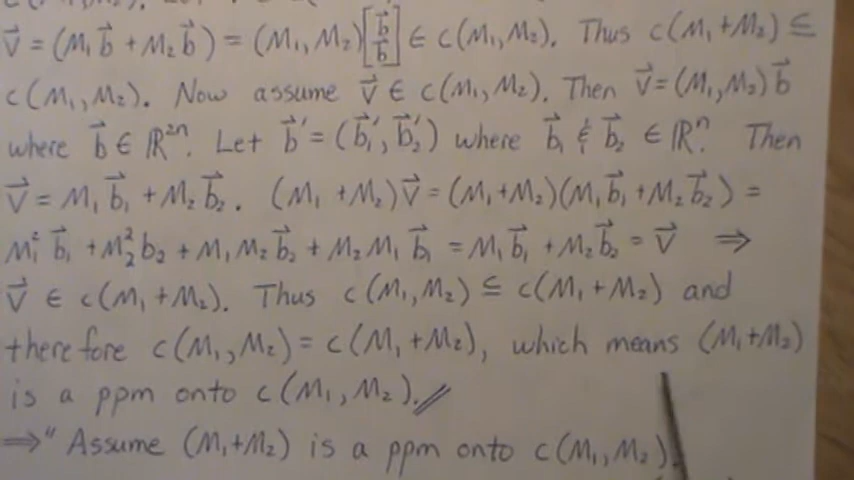 v⃗ = (M₁b⃗ + M₂b⃗) = (M₁, M₂)[b⃗ b⃗] ∈ c(M₁, M₂). Thus c(M₁+M₂) ⊆
c(M₁, M₂). Now assume v⃗ ∈ c(M₁, M₂). Then v⃗ = (M₁, M₂) b⃗
where b⃗ ∈ ℝ²ⁿ. Let b⃗' = (b⃗₁', b⃗₂') where b⃗₁ & b⃗₂ ∈ ℝⁿ. Then
v⃗ = M₁b⃗₁ + M₂b⃗₂. (M₁ + M₂)v⃗ = (M₁+M₂)(M₁b⃗₁ + M₂b⃗₂) =
M₁²b⃗₁ + M₂²b₂ + M₁M₂b⃗₂ + M₂M₁b⃗₁ = M₁b⃗₁ + M₂b⃗₂ = v⃗ ⇒
v⃗ ∈ c(M₁+M₂). Thus c(M₁, M₂) ⊆ c(M₁+M₂) and
therefore c(M₁, M₂) = c(M₁+M₂), which means (M₁+M₂)
is a ppm onto c(M₁, M₂).//
⇒" Assume (M₁+M₂) is a ppm onto c(M₁, M₂).